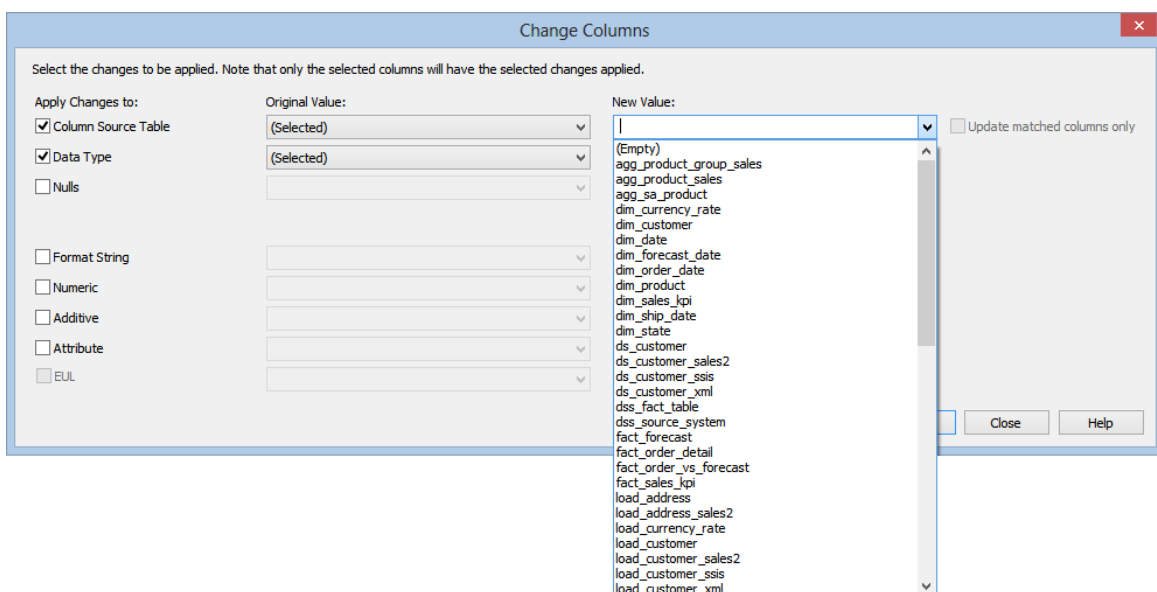 Change Columns
Select the changes to be applied. Note that only the selected columns will have the selected changes applied.
Apply Changes to: Original Value: New Value:
Column Source Table (Selected) Update matched columns only
Data Type (Selected)
Nulls
Format String
Numeric
Additive
Attribute
EUL
(Empty)
agg_product_group_sales
agg_product_sales
agg_sa_product
dim_currency_rate
dim_customer
dim_date
dim_forecast_date
dim_order_date
dim_product
dim_sales_kpi
dim_ship_date
dim_state
ds_customer
ds_customer_sales2
ds_customer_ssis
ds_customer_xml
dss_fact_table
dss_source_system
fact_forecast
fact_order_detail
fact_order_vs_forecast
fact_sales_kpi
load_address
load_address_sales2
load_currency_rate
load_customer
load_customer_sales2
load_customer_ssis
load_customer_xml
Close Help